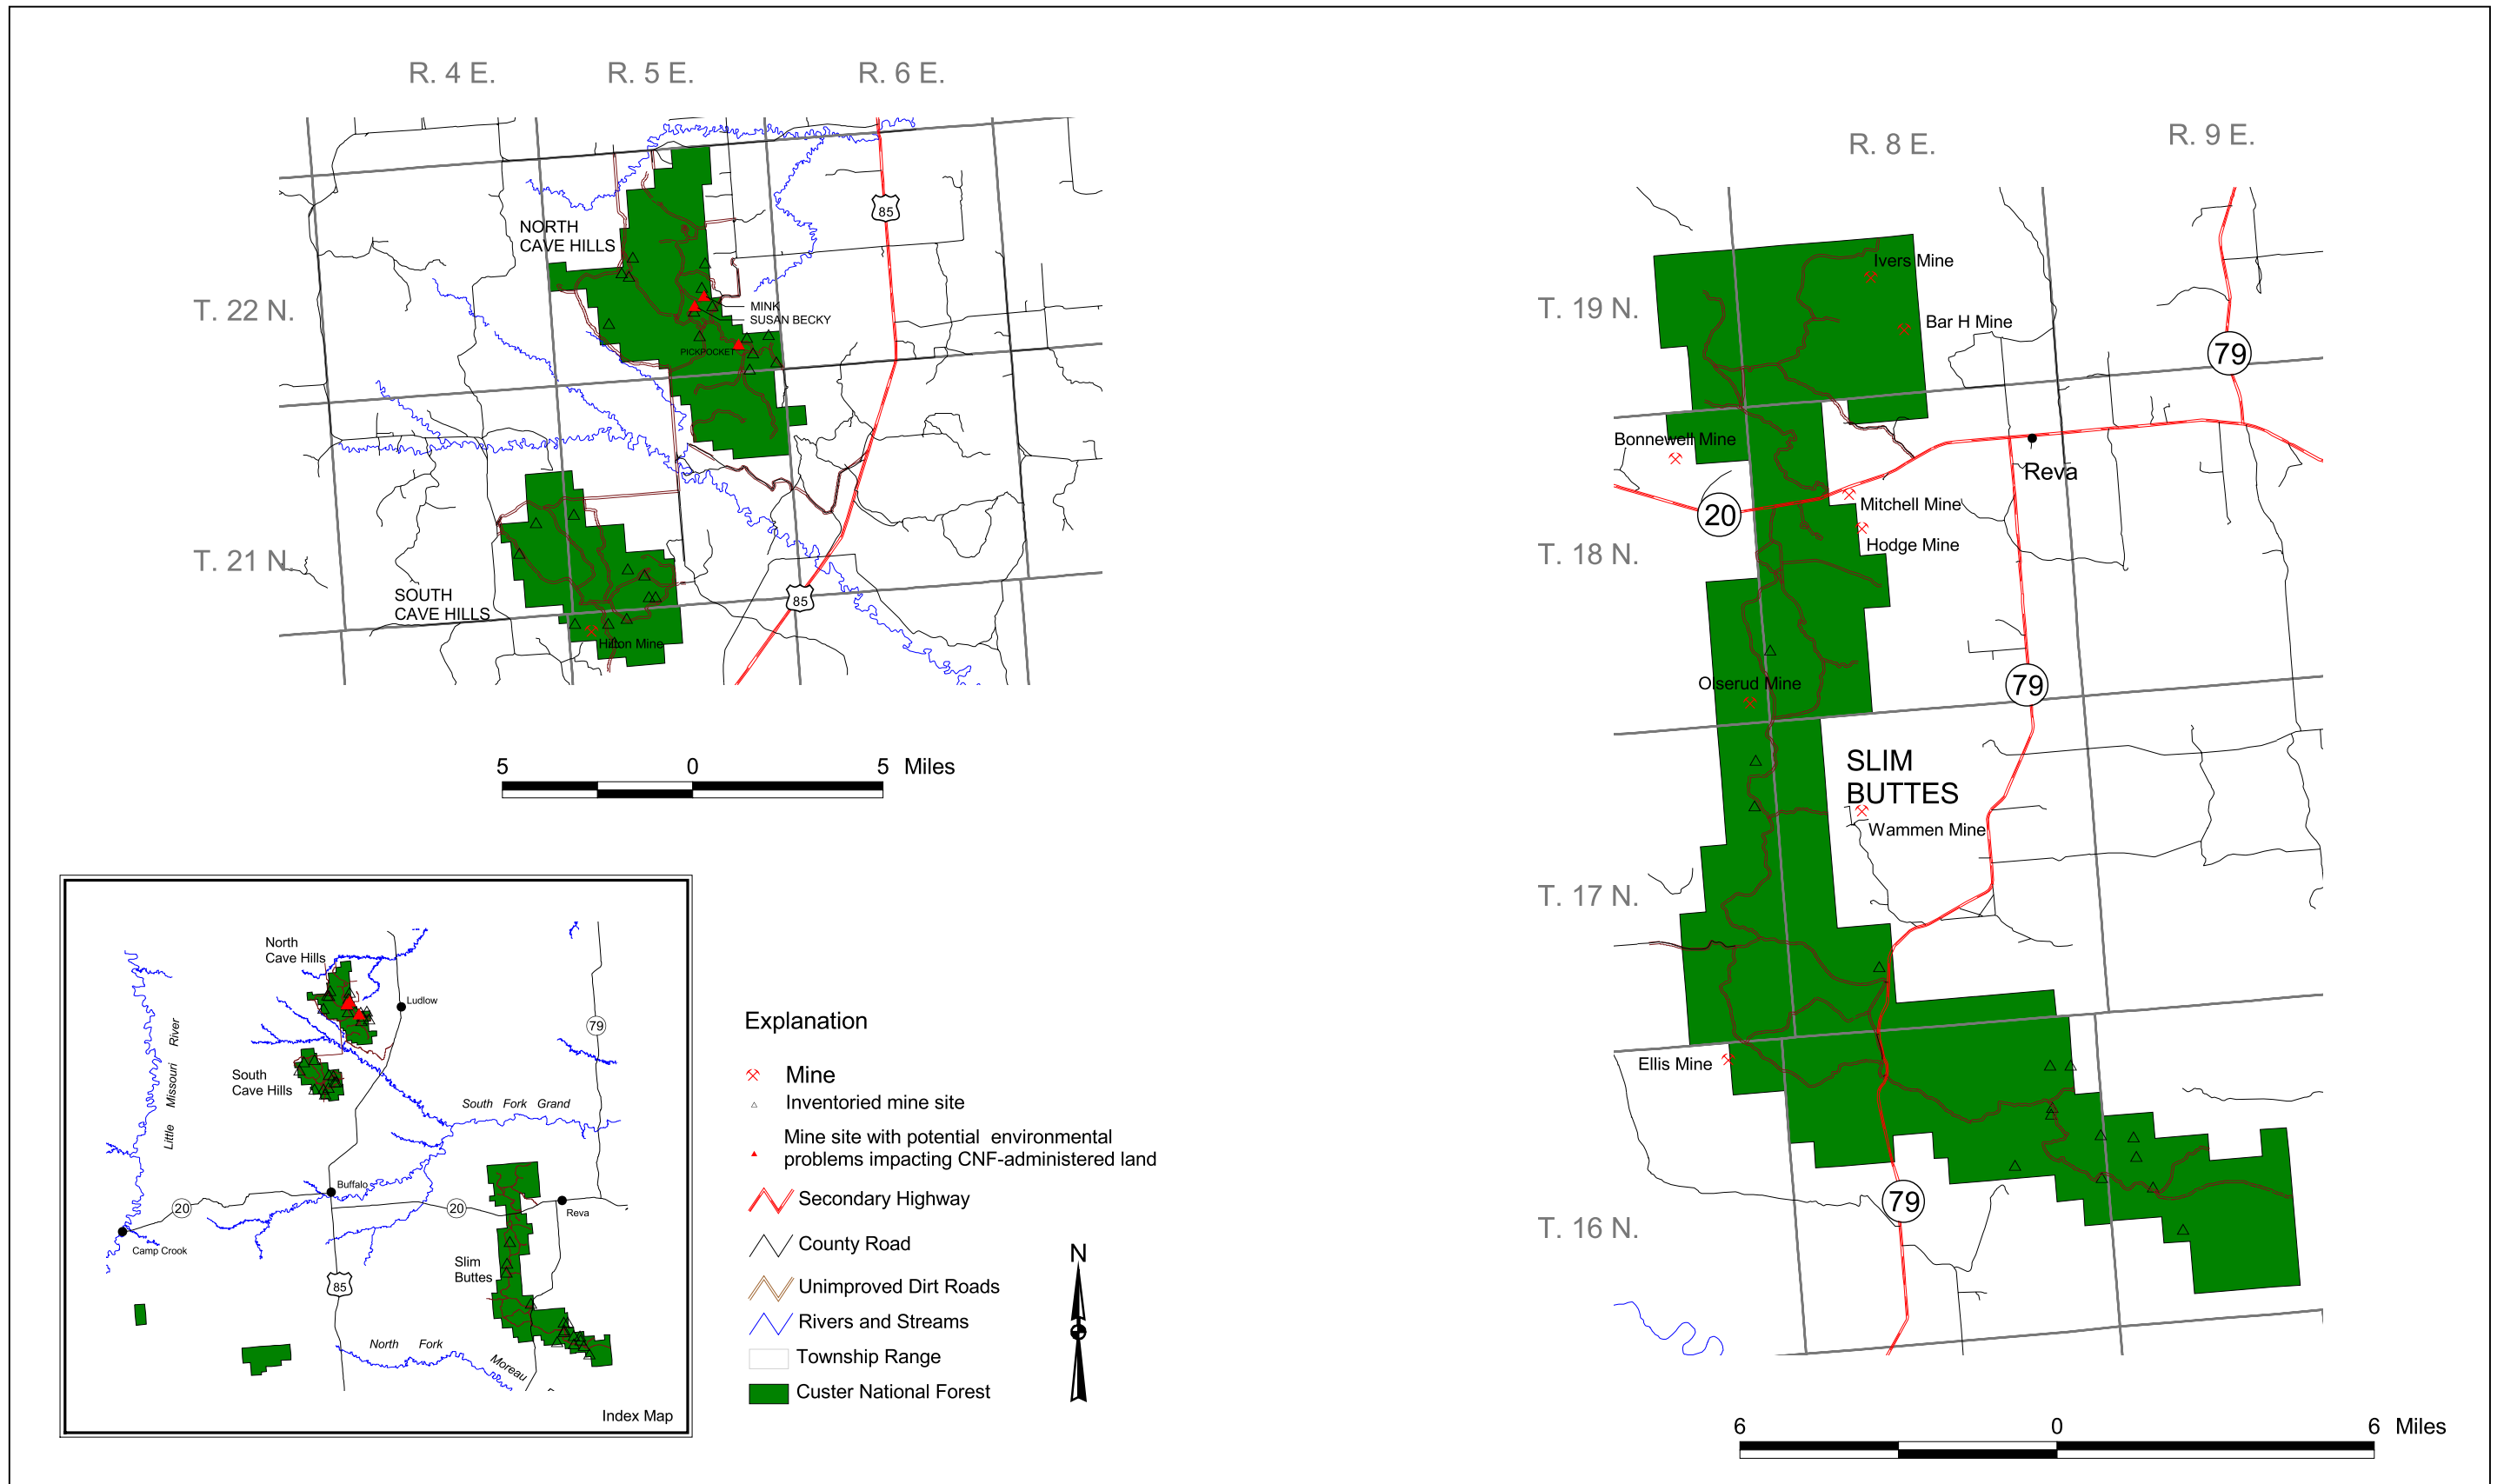 R. 4 E.
R. 5 E.
R. 6 E.
85
NORTH
CAVE HILLS
T. 22 N.
MINK
SUSAN BECKY
PICKPOCKET
T. 21 N.
SOUTH
CAVE HILLS
85
Hilton Mine
5 0 5 Miles
R. 8 E.
R. 9 E.
Ivers Mine
T. 19 N.
Bar H Mine
79
Bonnewell Mine
Reva
20
Mitchell Mine
Hodge Mine
T. 18 N.
Olserud Mine
79
SLIM
BUTTES
Wammen Mine
T. 17 N.
Ellis Mine
79
T. 16 N.
6 0 6 Miles
North
Cave Hills
Ludlow
79
Little Missouri River
South
Cave Hills
South Fork Grand
Buffalo
20
20
Reva
Camp Crook
Slim
Buttes
85
North Fork
Moreau
Index Map
Explanation
Mine
Inventoried mine site
Mine site with potential environmental
problems impacting CNF-administered land
Secondary Highway
County Road
N
Unimproved Dirt Roads
Rivers and Streams
Township Range
Custer National Forest